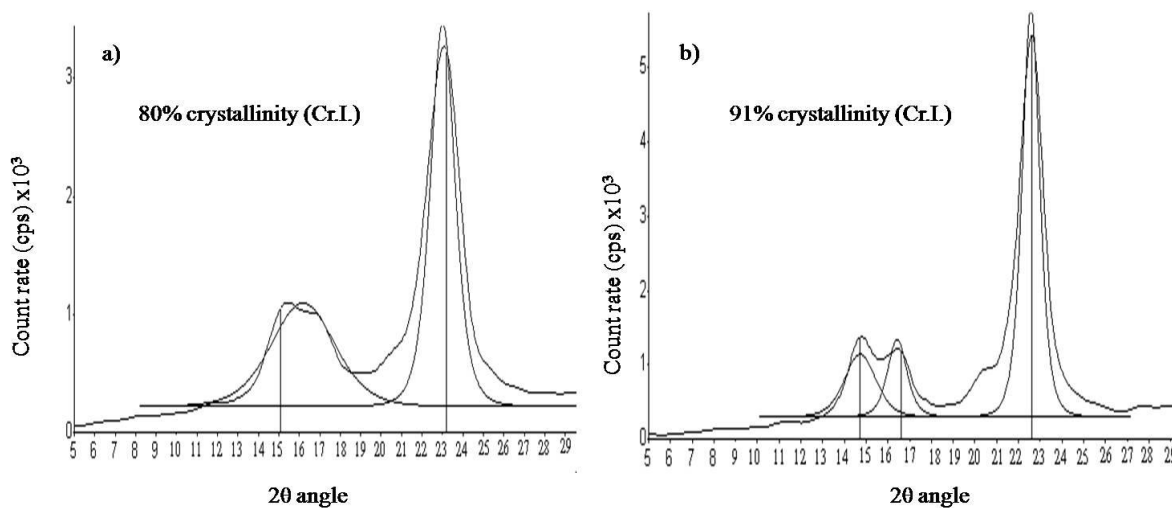 a)
80% crystallinity (Cr.I.)
Count rate (cps) x10³
3
2
1
0
5 6 7 8 9 10 11 12 13 14 15 16 17 18 19 20 21 22 23 24 25 26 27 28 29
2θ angle
b)
91% crystallinity (Cr.I.)
Count rate (cps) x10³
5
4
3
2
1
0
5 6 7 8 9 10 11 12 13 14 15 16 17 18 19 20 21 22 23 24 25 26 27 28 29
2θ angle